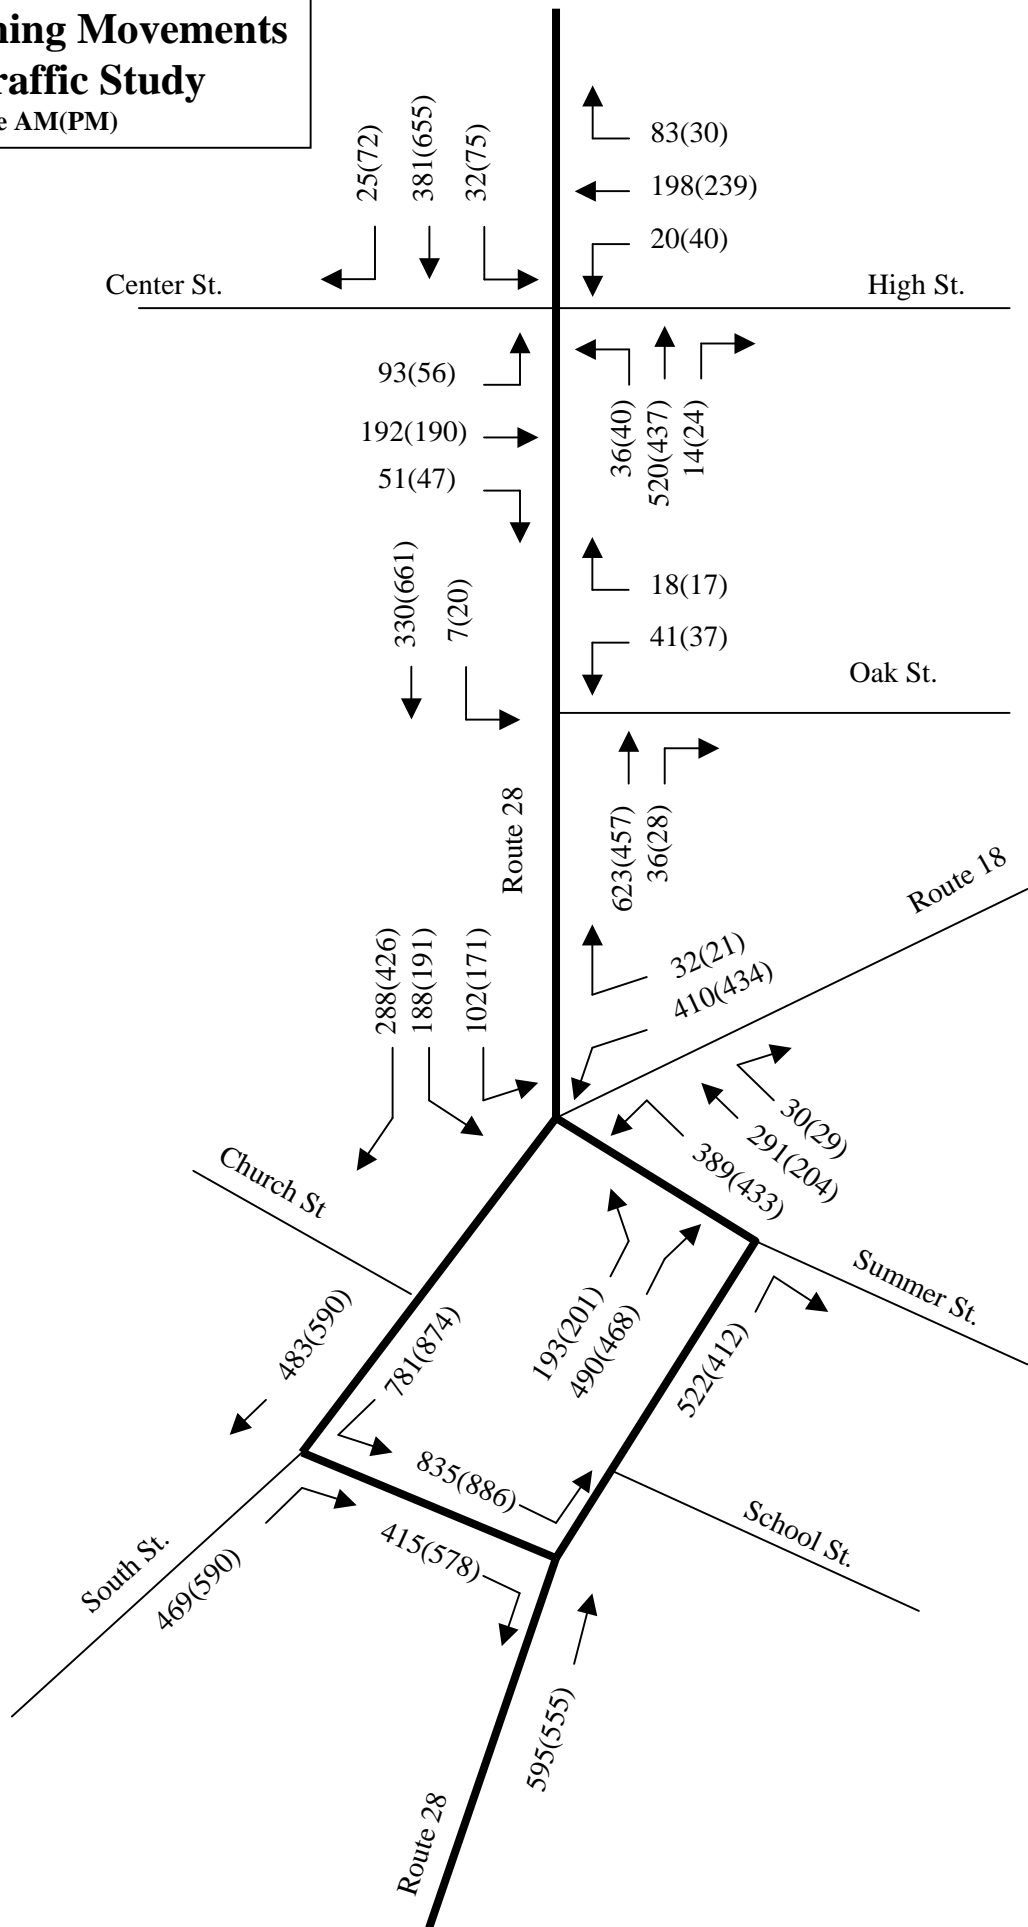 ning Movements
raffic Study
e AM(PM)
25(72)
381(655)
32(75)
83(30)
198(239)
20(40)
Center St.
High St.
93(56)
192(190)
51(47)
36(40)
520(437)
14(24)
330(661)
7(20)
18(17)
41(37)
Oak St.
Route 28
623(457)
36(28)
Route 18
288(426)
188(191)
102(171)
32(21)
410(434)
30(29)
291(204)
389(433)
Church St
Summer St.
483(590)
781(874)
193(201)
490(468)
522(412)
835(886)
415(578)
School St.
South St.
469(590)
595(555)
Route 28